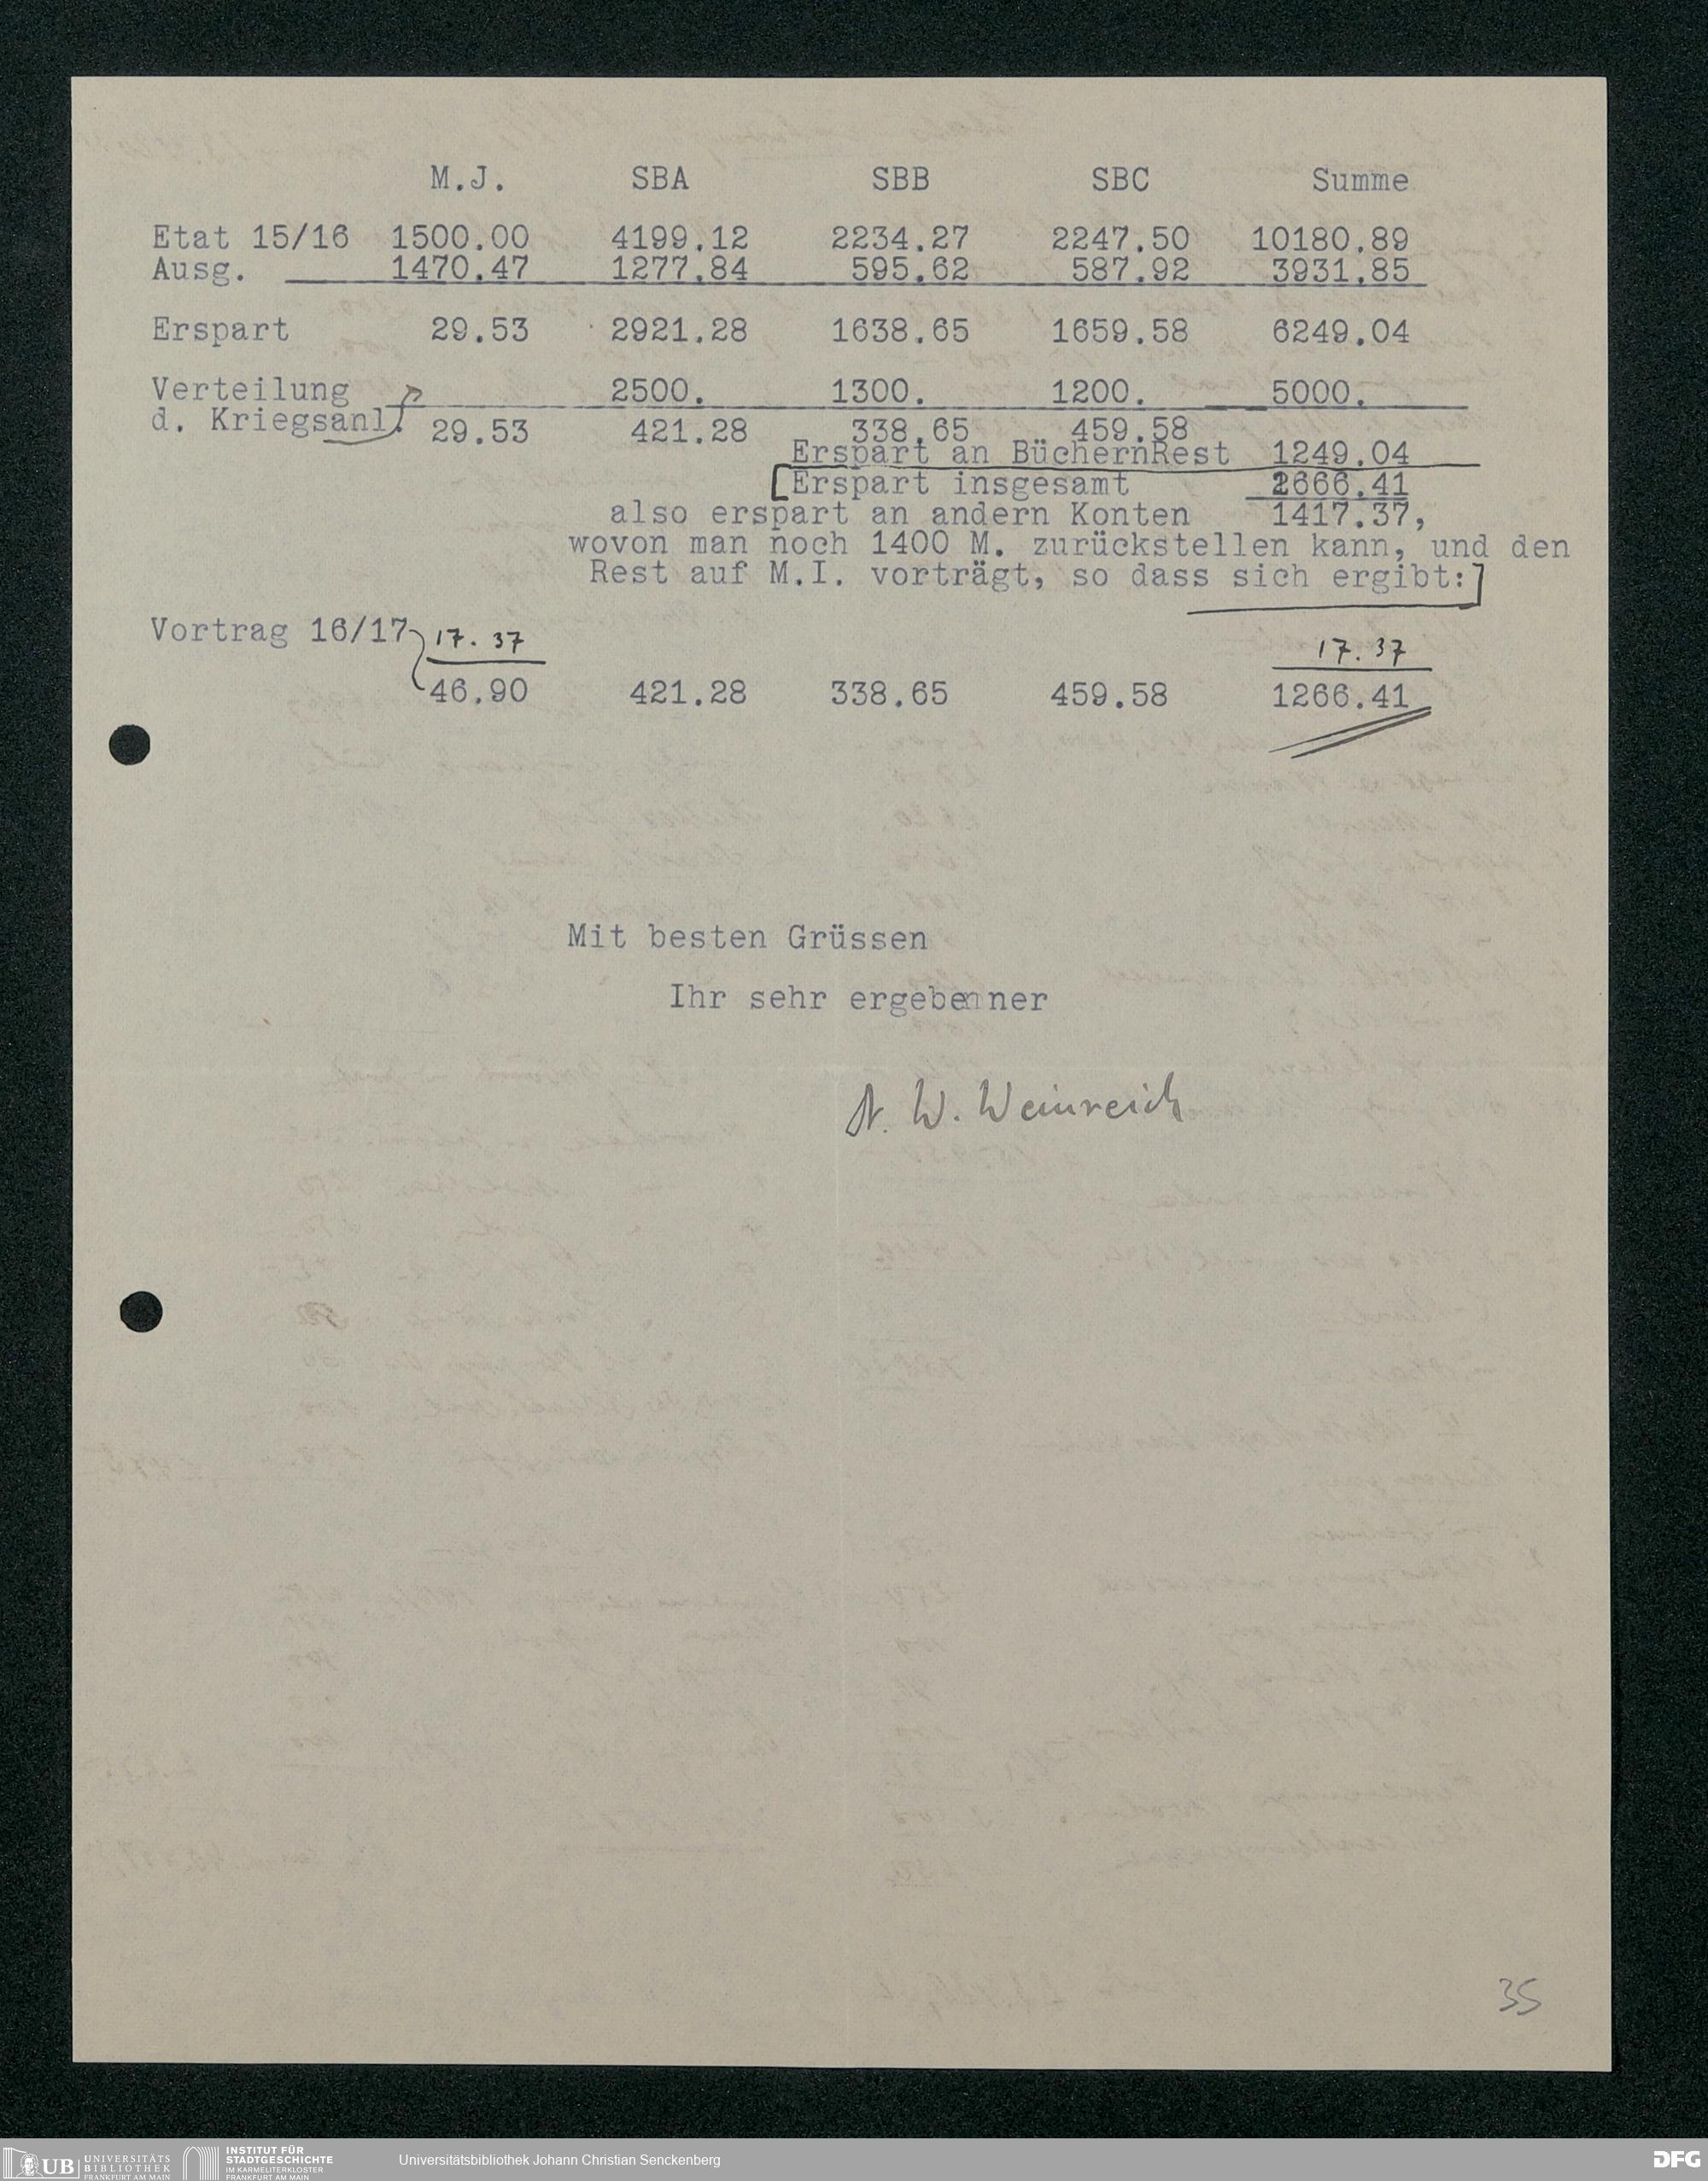 M.J. SBA SBB SBC Summe
Etat 15/16 1500.00 4199.12 2234.27 2247.50 10180.89
Ausg. 1470.47 1277.84 595.62 587.92 3931.85
Erspart 29.53 2921.28 1638.65 1659.58 6249.04
Verteilung 2500. 1300. 1200. 5000.
d. Kriegsanl. 29.53 421.28 338.65 459.58
Erspart an BüchernRest 1249.04
[Erspart insgesamt 2666.41
also erspart an andern Konten 1417.37,
wovon man noch 1400 M. zurückstellen kann, und den
Rest auf M.I. vorträgt, so dass sich ergibt:]
Vortrag 16/17 17.37 17.37
46.90 421.28 338.65 459.58 1266.41
Mit besten Grüssen
Ihr sehr ergebenner
W. Weinreich
35
UB UNIVERSITÄTS
BIBLIOTHEK
FRANKFURT AM MAIN
INSTITUT FÜR
STADTGESCHICHTE
IM KARMELITERKLOSTER
FRANKFURT AM MAIN
Universitätsbibliothek Johann Christian Senckenberg
DFG